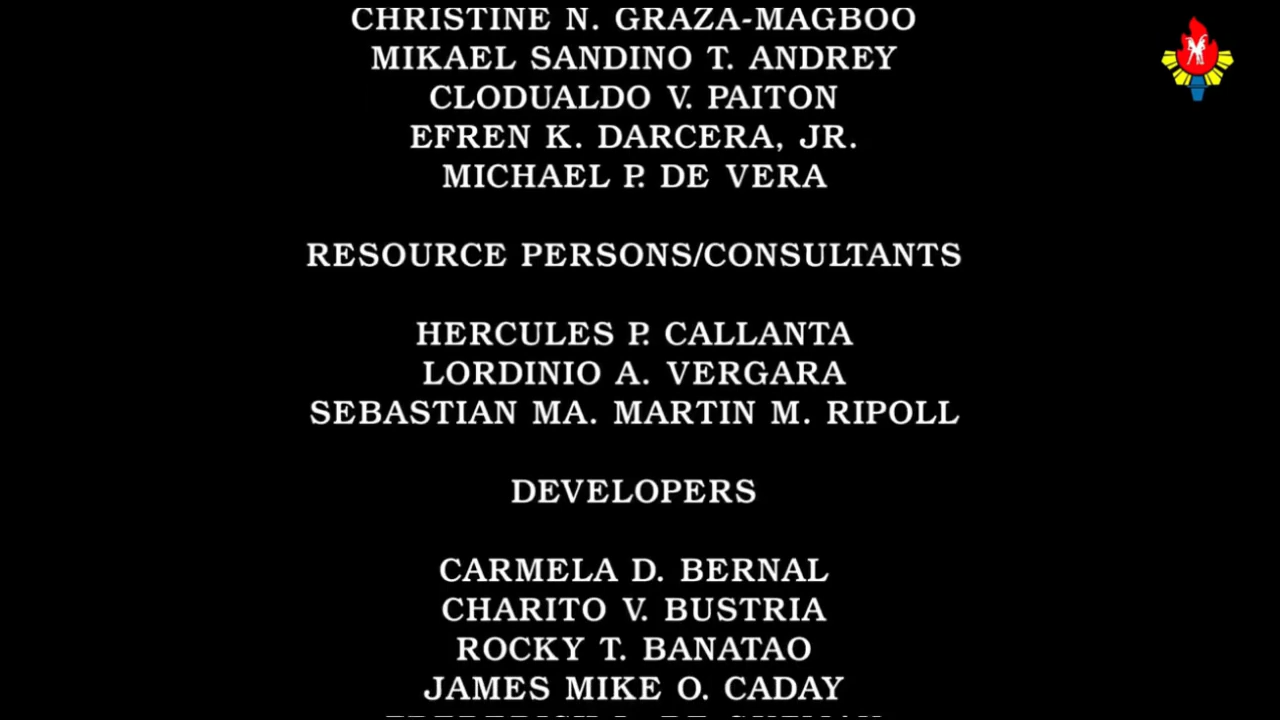 CHRISTINE N. GRAZA-MAGBOO
MIKAEL SANDINO T. ANDREY
CLODUALDO V. PAITON
EFREN K. DARCERA, JR.
MICHAEL P. DE VERA
RESOURCE PERSONS/CONSULTANTS
HERCULES P. CALLANTA
LORDINIO A. VERGARA
SEBASTIAN MA. MARTIN M. RIPOLL
DEVELOPERS
CARMELA D. BERNAL
CHARITO V. BUSTRIA
ROCKY T. BANATAO
JAMES MIKE O. CADAY